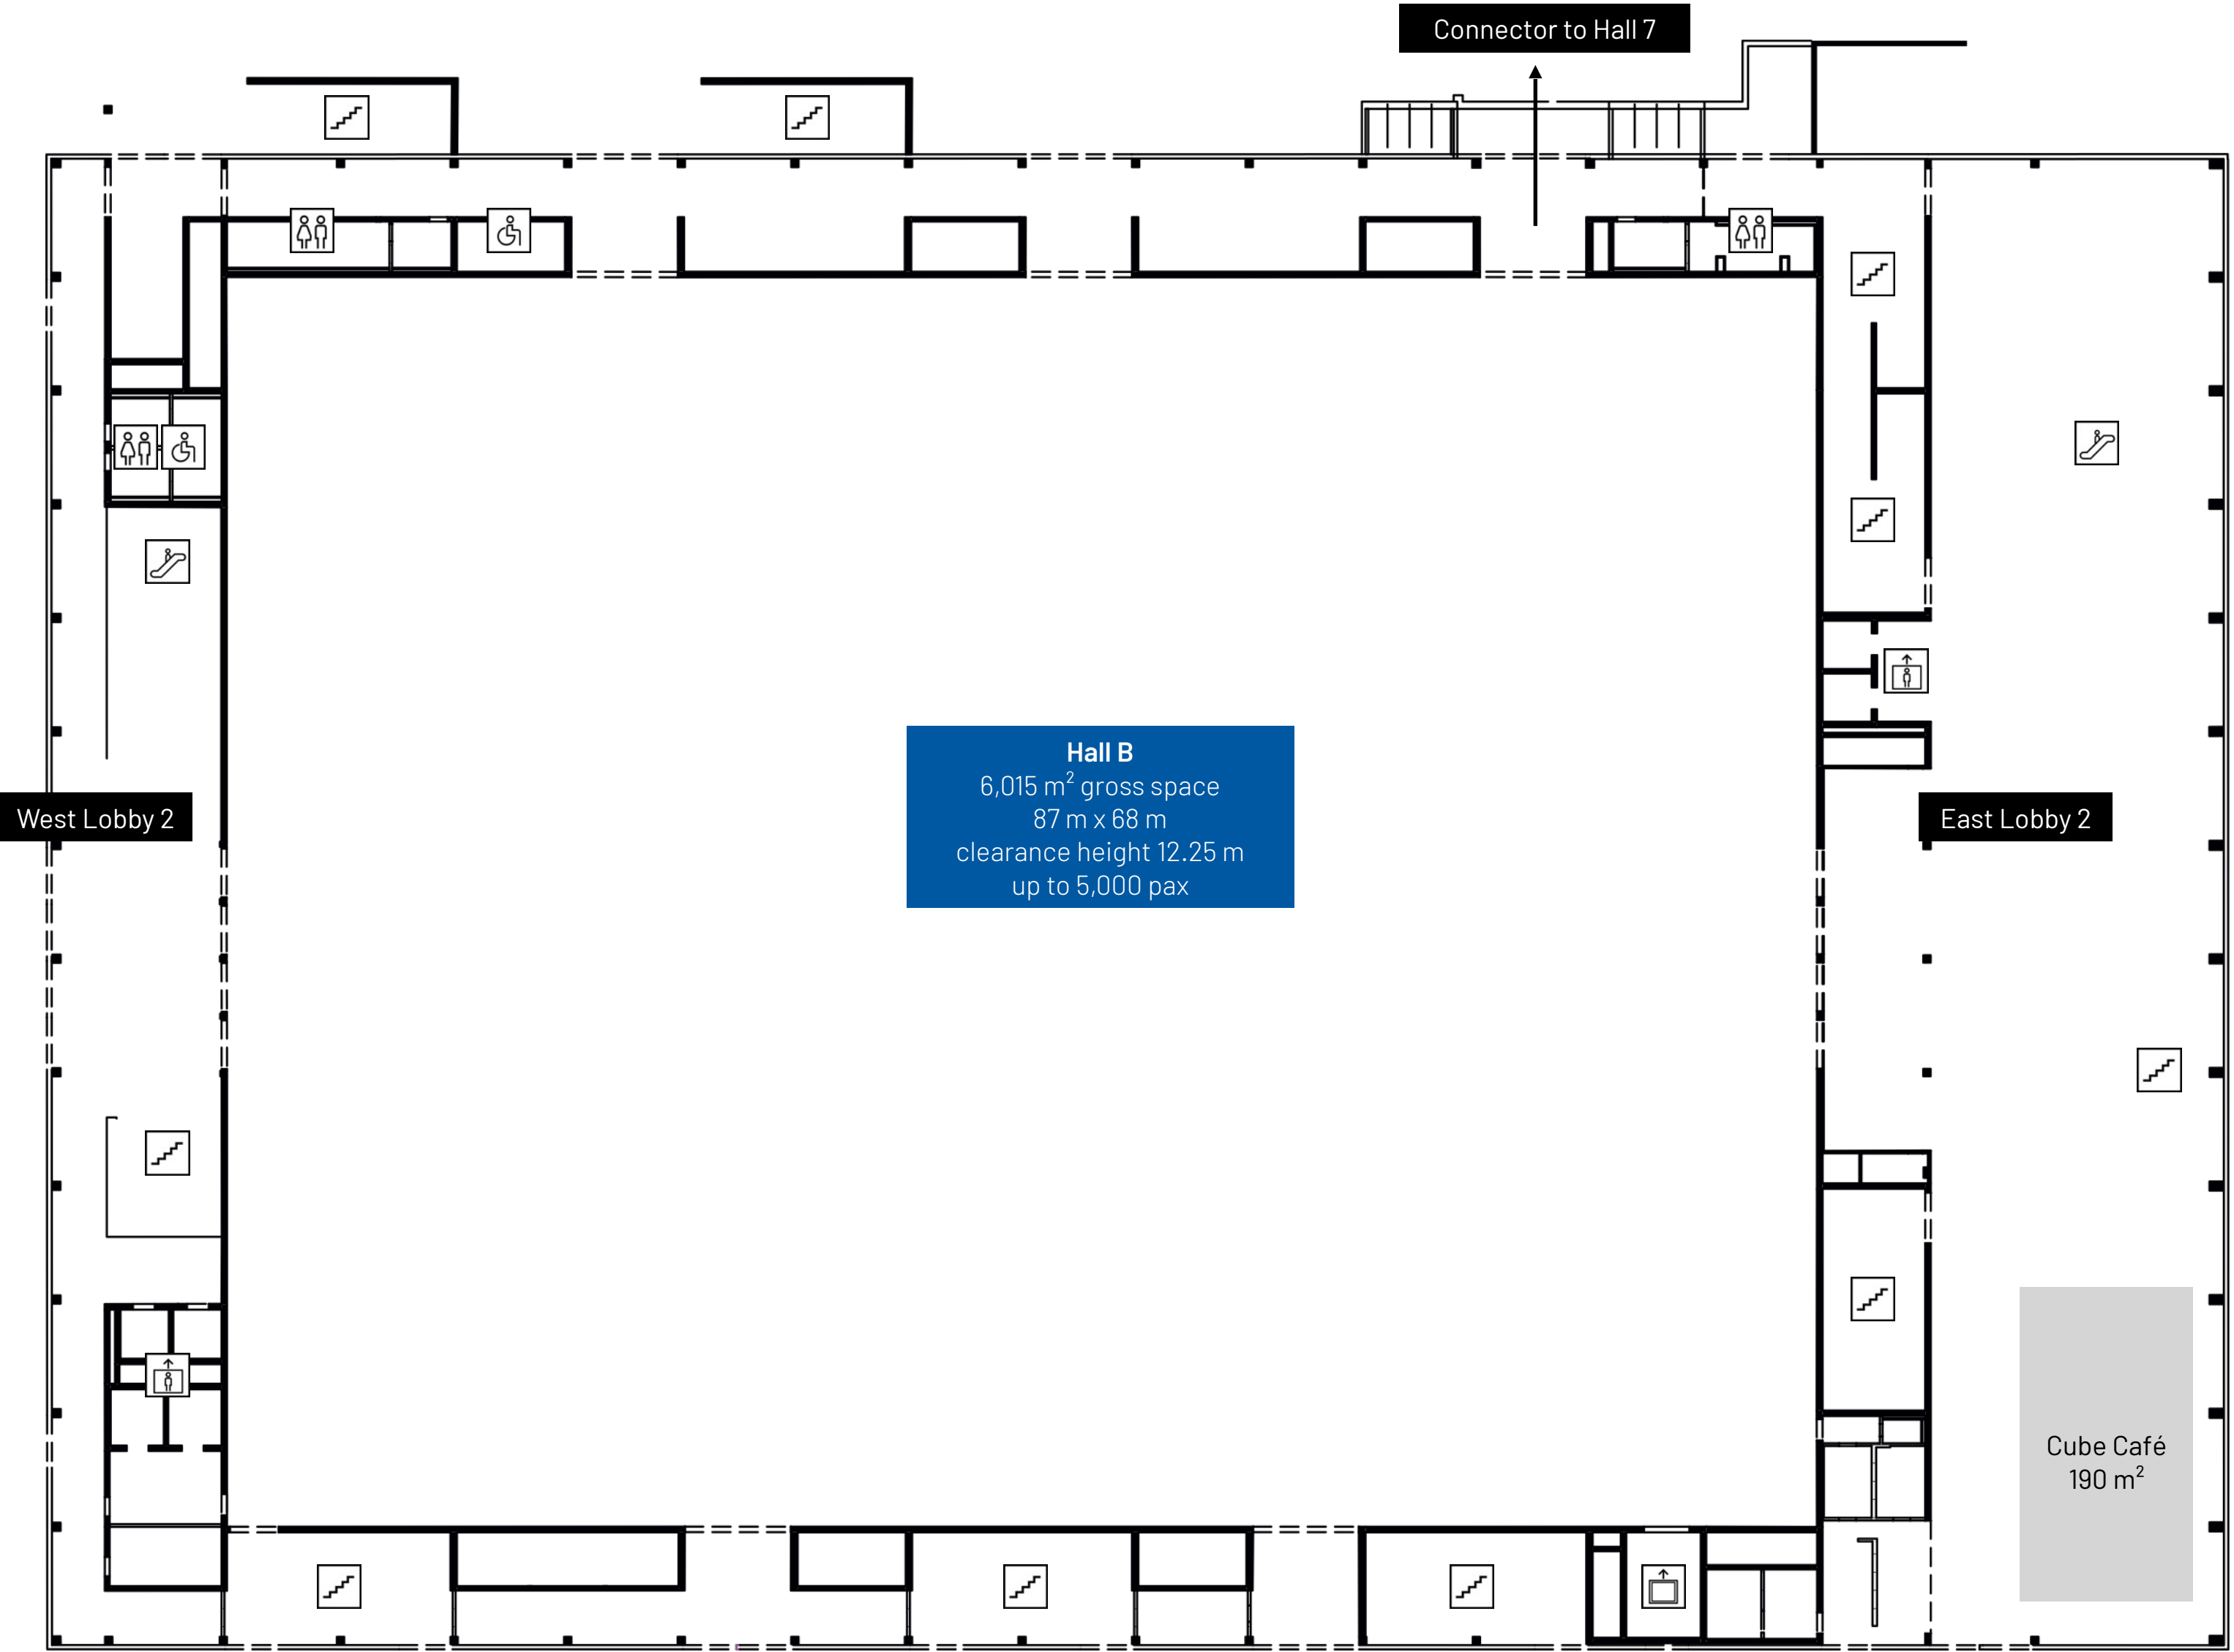 Connector to Hall 7
Hall B
6,015 m² gross space
87 m x 68 m
clearance height 12.25 m
up to 5,000 pax
West Lobby 2
East Lobby 2
Cube Café
190 m²